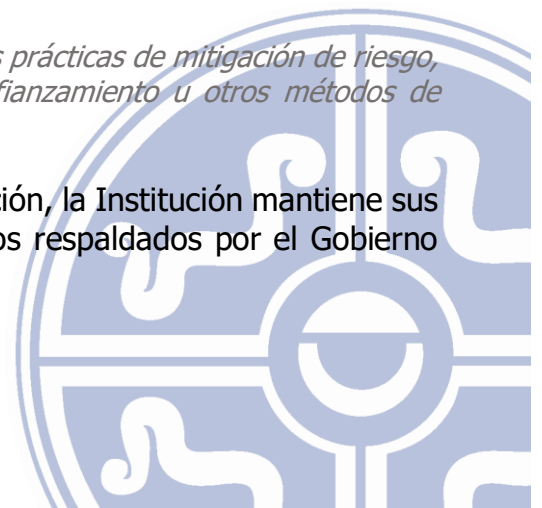 s prácticas de mitigación de riesgo,
fianzamiento u otros métodos de
ción, la Institución mantiene sus
os respaldados por el Gobierno